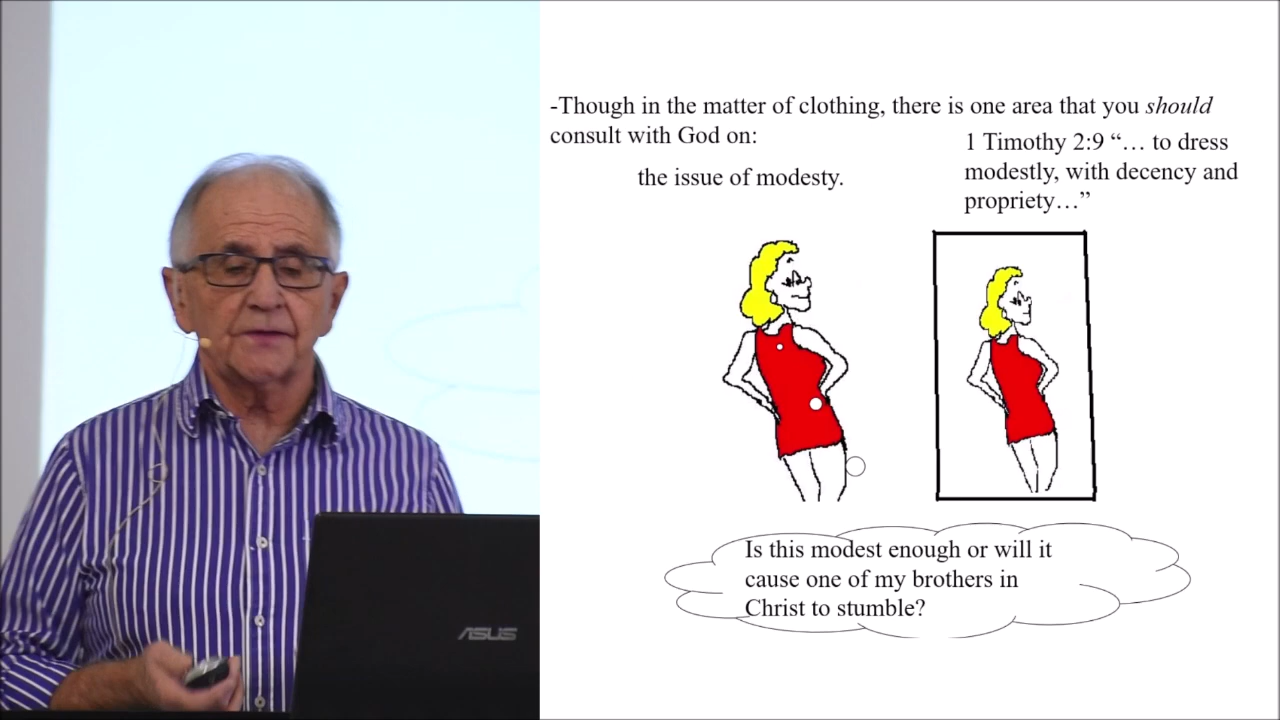 -Though in the matter of clothing, there is one area that you should
consult with God on:
the issue of modesty.
1 Timothy 2:9 “… to dress
modestly, with decency and
propriety…”
Is this modest enough or will it
cause one of my brothers in
Christ to stumble?
ASUS